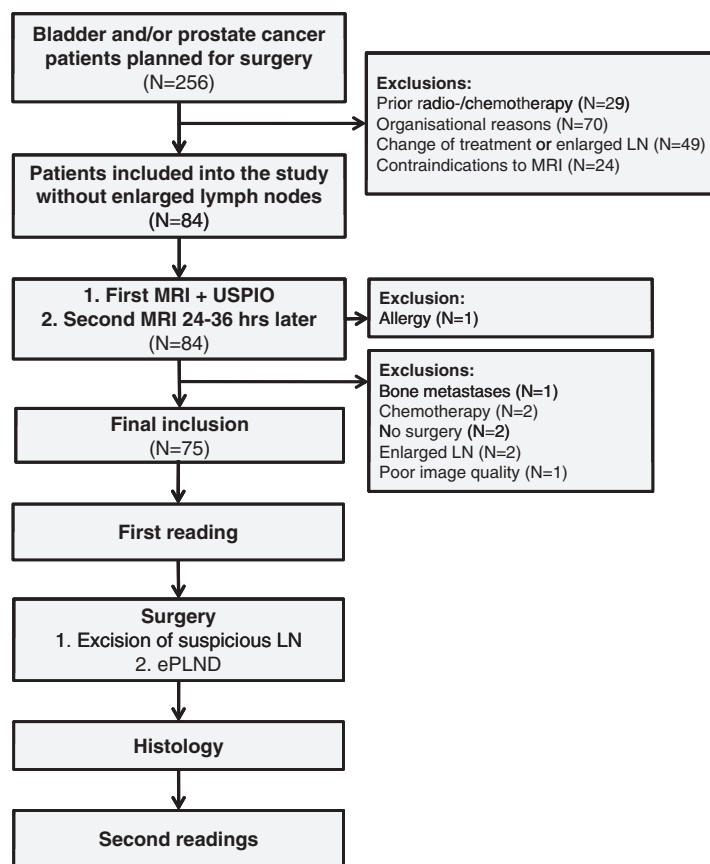 Bladder and/or prostate cancer
patients planned for surgery
(N=256)
Exclusions:
Prior radio-/chemotherapy (N=29)
Organisational reasons (N=70)
Change of treatment or enlarged LN (N=49)
Contraindications to MRI (N=24)
Patients included into the study
without enlarged lymph nodes
(N=84)
1. First MRI + USPIO
2. Second MRI 24-36 hrs later
(N=84)
Exclusion:
Allergy (N=1)
Exclusions:
Bone metastases (N=1)
Chemotherapy (N=2)
No surgery (N=2)
Enlarged LN (N=2)
Poor image quality (N=1)
Final inclusion
(N=75)
First reading
Surgery
1. Excision of suspicious LN
2. ePLND
Histology
Second readings